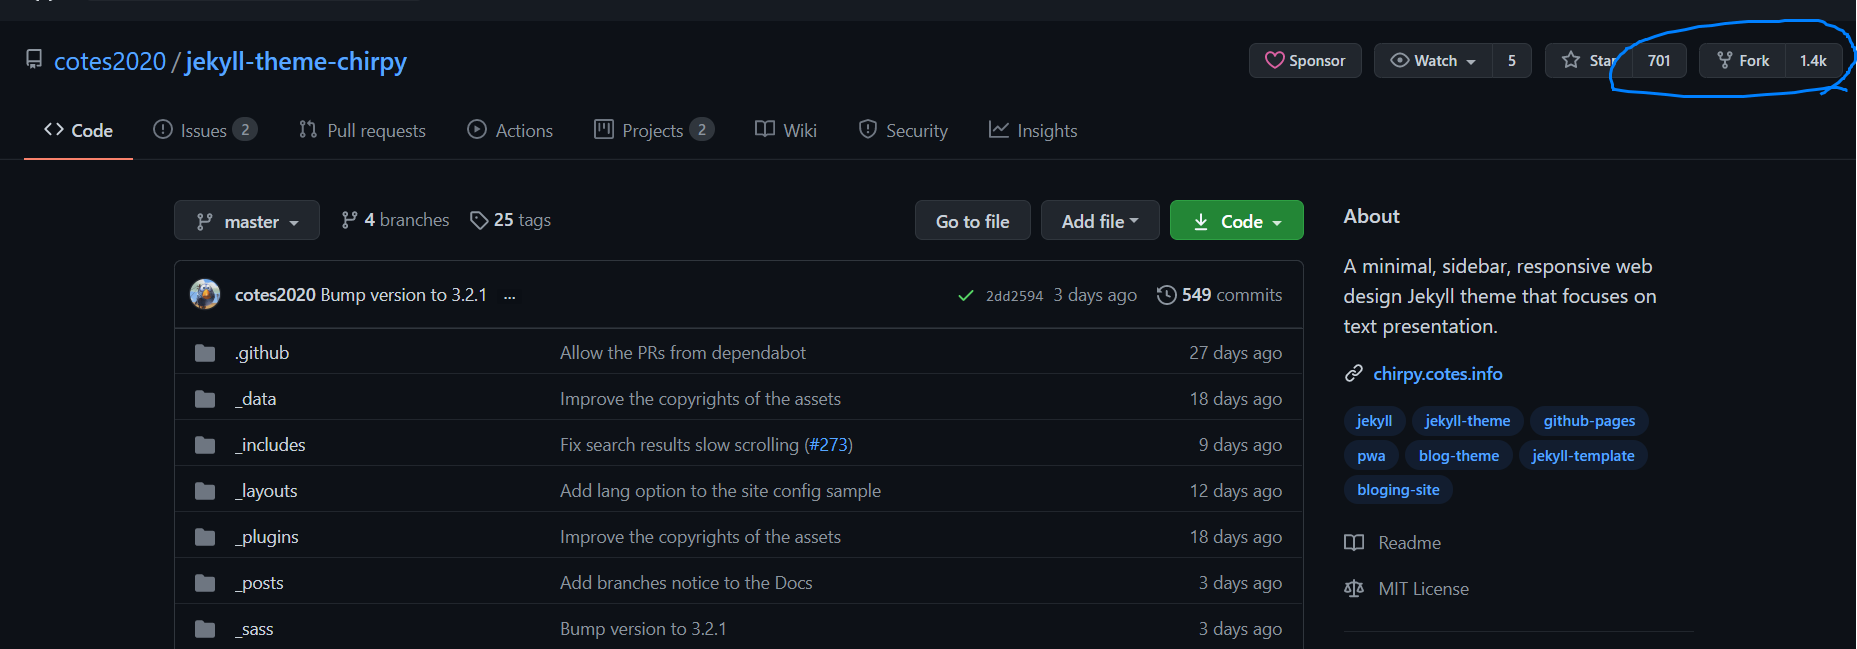 cotes2020 / jekyll-theme-chirpy
Sponsor Watch 5 Star 701 Fork 1.4k
Code Issues 2 Pull requests Actions Projects 2 Wiki Security Insights
master 4 branches 25 tags Go to file Add file Code
cotes2020 Bump version to 3.2.1 ... 2dd2594 3 days ago 549 commits
.github Allow the PRs from dependabot 27 days ago
_data Improve the copyrights of the assets 18 days ago
_includes Fix search results slow scrolling (#273) 9 days ago
_layouts Add lang option to the site config sample 12 days ago
_plugins Improve the copyrights of the assets 18 days ago
_posts Add branches notice to the Docs 3 days ago
_sass Bump version to 3.2.1 3 days ago
About
A minimal, sidebar, responsive web
design Jekyll theme that focuses on
text presentation.
chirpy.cotes.info
jekyll jekyll-theme github-pages
pwa blog-theme jekyll-template
bloging-site
Readme
MIT License